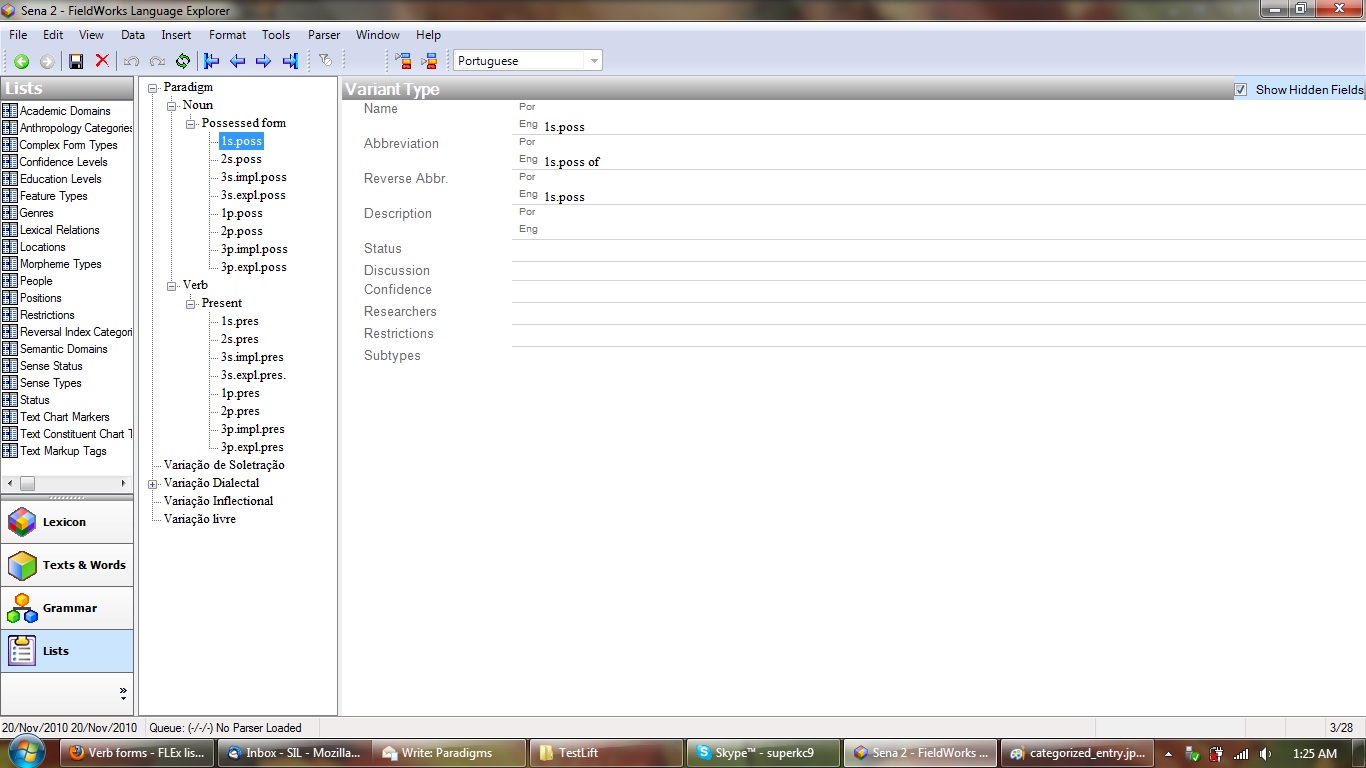 Sena 2 - FieldWorks Language Explorer
File Edit View Data Insert Format Tools Parser Window Help
Portuguese
Lists
Academic Domains
Anthropology Categories
Complex Form Types
Confidence Levels
Education Levels
Feature Types
Genres
Lexical Relations
Locations
Morpheme Types
People
Positions
Restrictions
Reversal Index Categori
Semantic Domains
Sense Status
Sense Types
Status
Text Chart Markers
Text Constituent Chart T
Text Markup Tags
Lexicon
Texts & Words
Grammar
Lists
»
Paradigm
Noun
Possessed form
1s.poss
2s.poss
3s.impl.poss
3s.expl.poss
1p.poss
2p.poss
3p.impl.poss
3p.expl.poss
Verb
Present
1s.pres
2s.pres
3s.impl.pres
3s.expl.pres.
1p.pres
2p.pres
3p.impl.pres
3p.expl.pres
Variação de Soletração
Variação Dialectal
Variação Inflectional
Variação livre
Variant Type
Show Hidden Fields
Name Por
Eng 1s.poss
Abbreviation Por
Eng 1s.poss of
Reverse Abbr. Por
Eng 1s.poss
Description Por
Eng
Status
Discussion
Confidence
Researchers
Restrictions
Subtypes
20/Nov/2010 20/Nov/2010 Queue: (-/-/-) No Parser Loaded 3/28
Verb forms - FLEx lis... Inbox - SIL - Mozilla... Write: Paradigms TestLift Skype™ - superkc9 Sena 2 - FieldWorks ... categorized_entry.jp... 1:25 AM